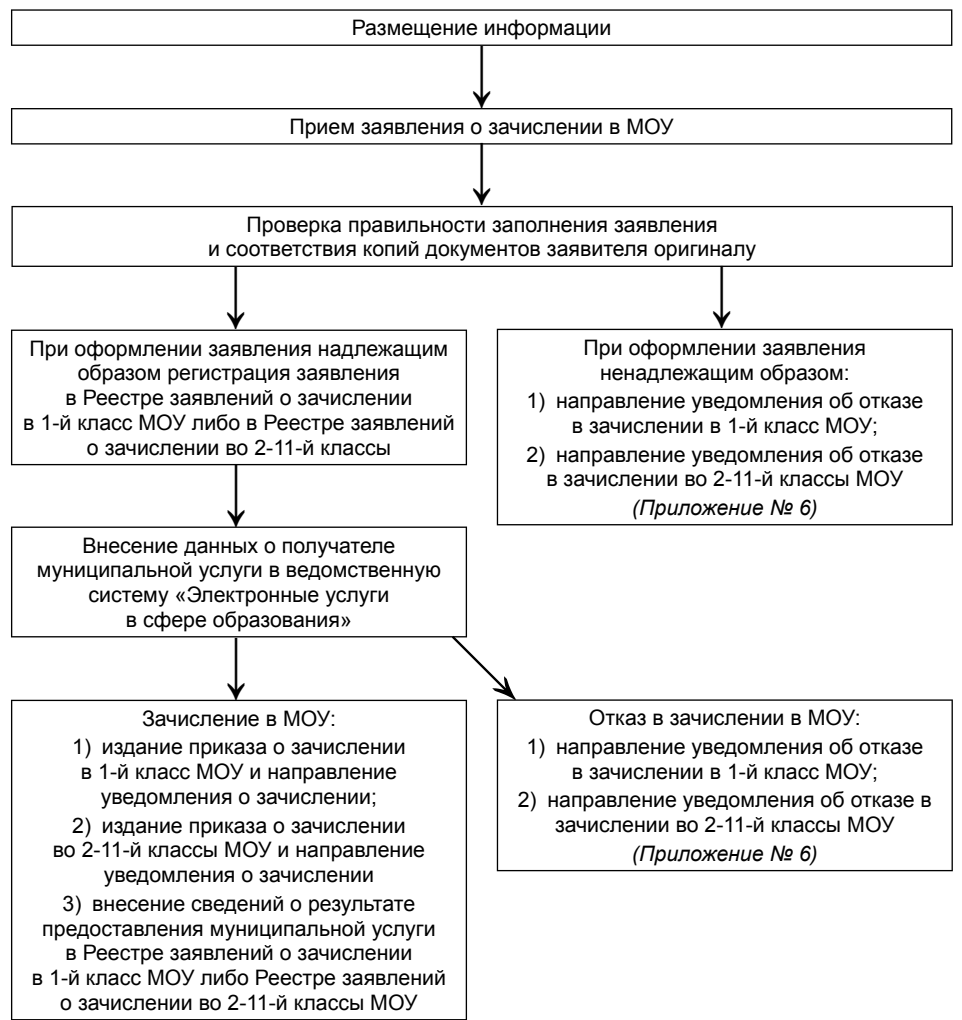 Размещение информации
Прием заявления о зачислении в МОУ
Проверка правильности заполнения заявления
и соответствия копий документов заявителя оригиналу
При оформлении заявления надлежащим
образом регистрация заявления
в Реестре заявлений о зачислении
в 1-й класс МОУ либо в Реестре заявлений
о зачислении во 2-11-й классы
При оформлении заявления
ненадлежащим образом:
1) направление уведомления об отказе
в зачислении в 1-й класс МОУ;
2) направление уведомления об отказе
в зачислении во 2-11-й классы МОУ
(Приложение № 6)
Внесение данных о получателе
муниципальной услуги в ведомственную
систему «Электронные услуги
в сфере образования»
Зачисление в МОУ:
1) издание приказа о зачислении
в 1-й класс МОУ и направление
уведомления о зачислении;
2) издание приказа о зачислении
во 2-11-й классы МОУ и направление
уведомления о зачислении
3) внесение сведений о результате
предоставления муниципальной услуги
в Реестре заявлений о зачислении
в 1-й класс МОУ либо Реестре заявлений
о зачислении во 2-11-й классы МОУ
Отказ в зачислении в МОУ:
1) направление уведомления об отказе
в зачислении в 1-й класс МОУ;
2) направление уведомления об отказе в
зачислении во 2-11-й классы МОУ
(Приложение № 6)